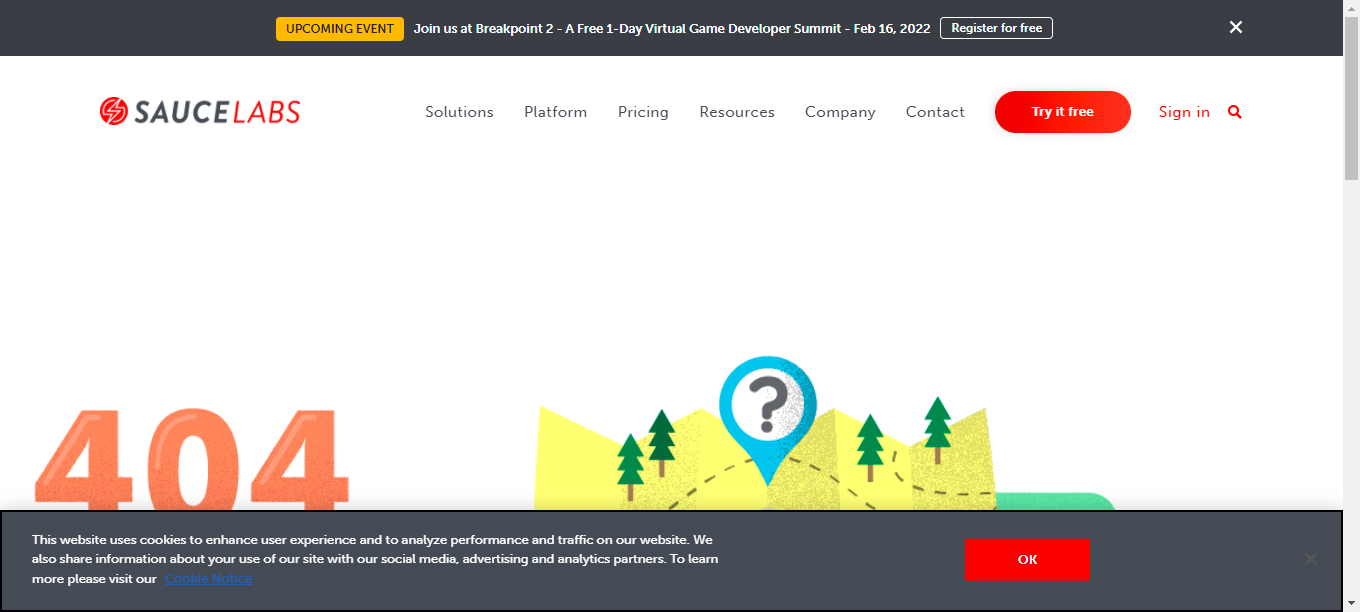 UPCOMING EVENT Join us at Breakpoint 2 - A Free 1-Day Virtual Game Developer Summit - Feb 16, 2022 Register for free
SAUCELABS Solutions Platform Pricing Resources Company Contact Try it free Sign in
?
404
This website uses cookies to enhance user experience and to analyze performance and traffic on our website. We
also share information about your use of our site with our social media, advertising and analytics partners. To learn
more please visit our Cookie Notice
OK